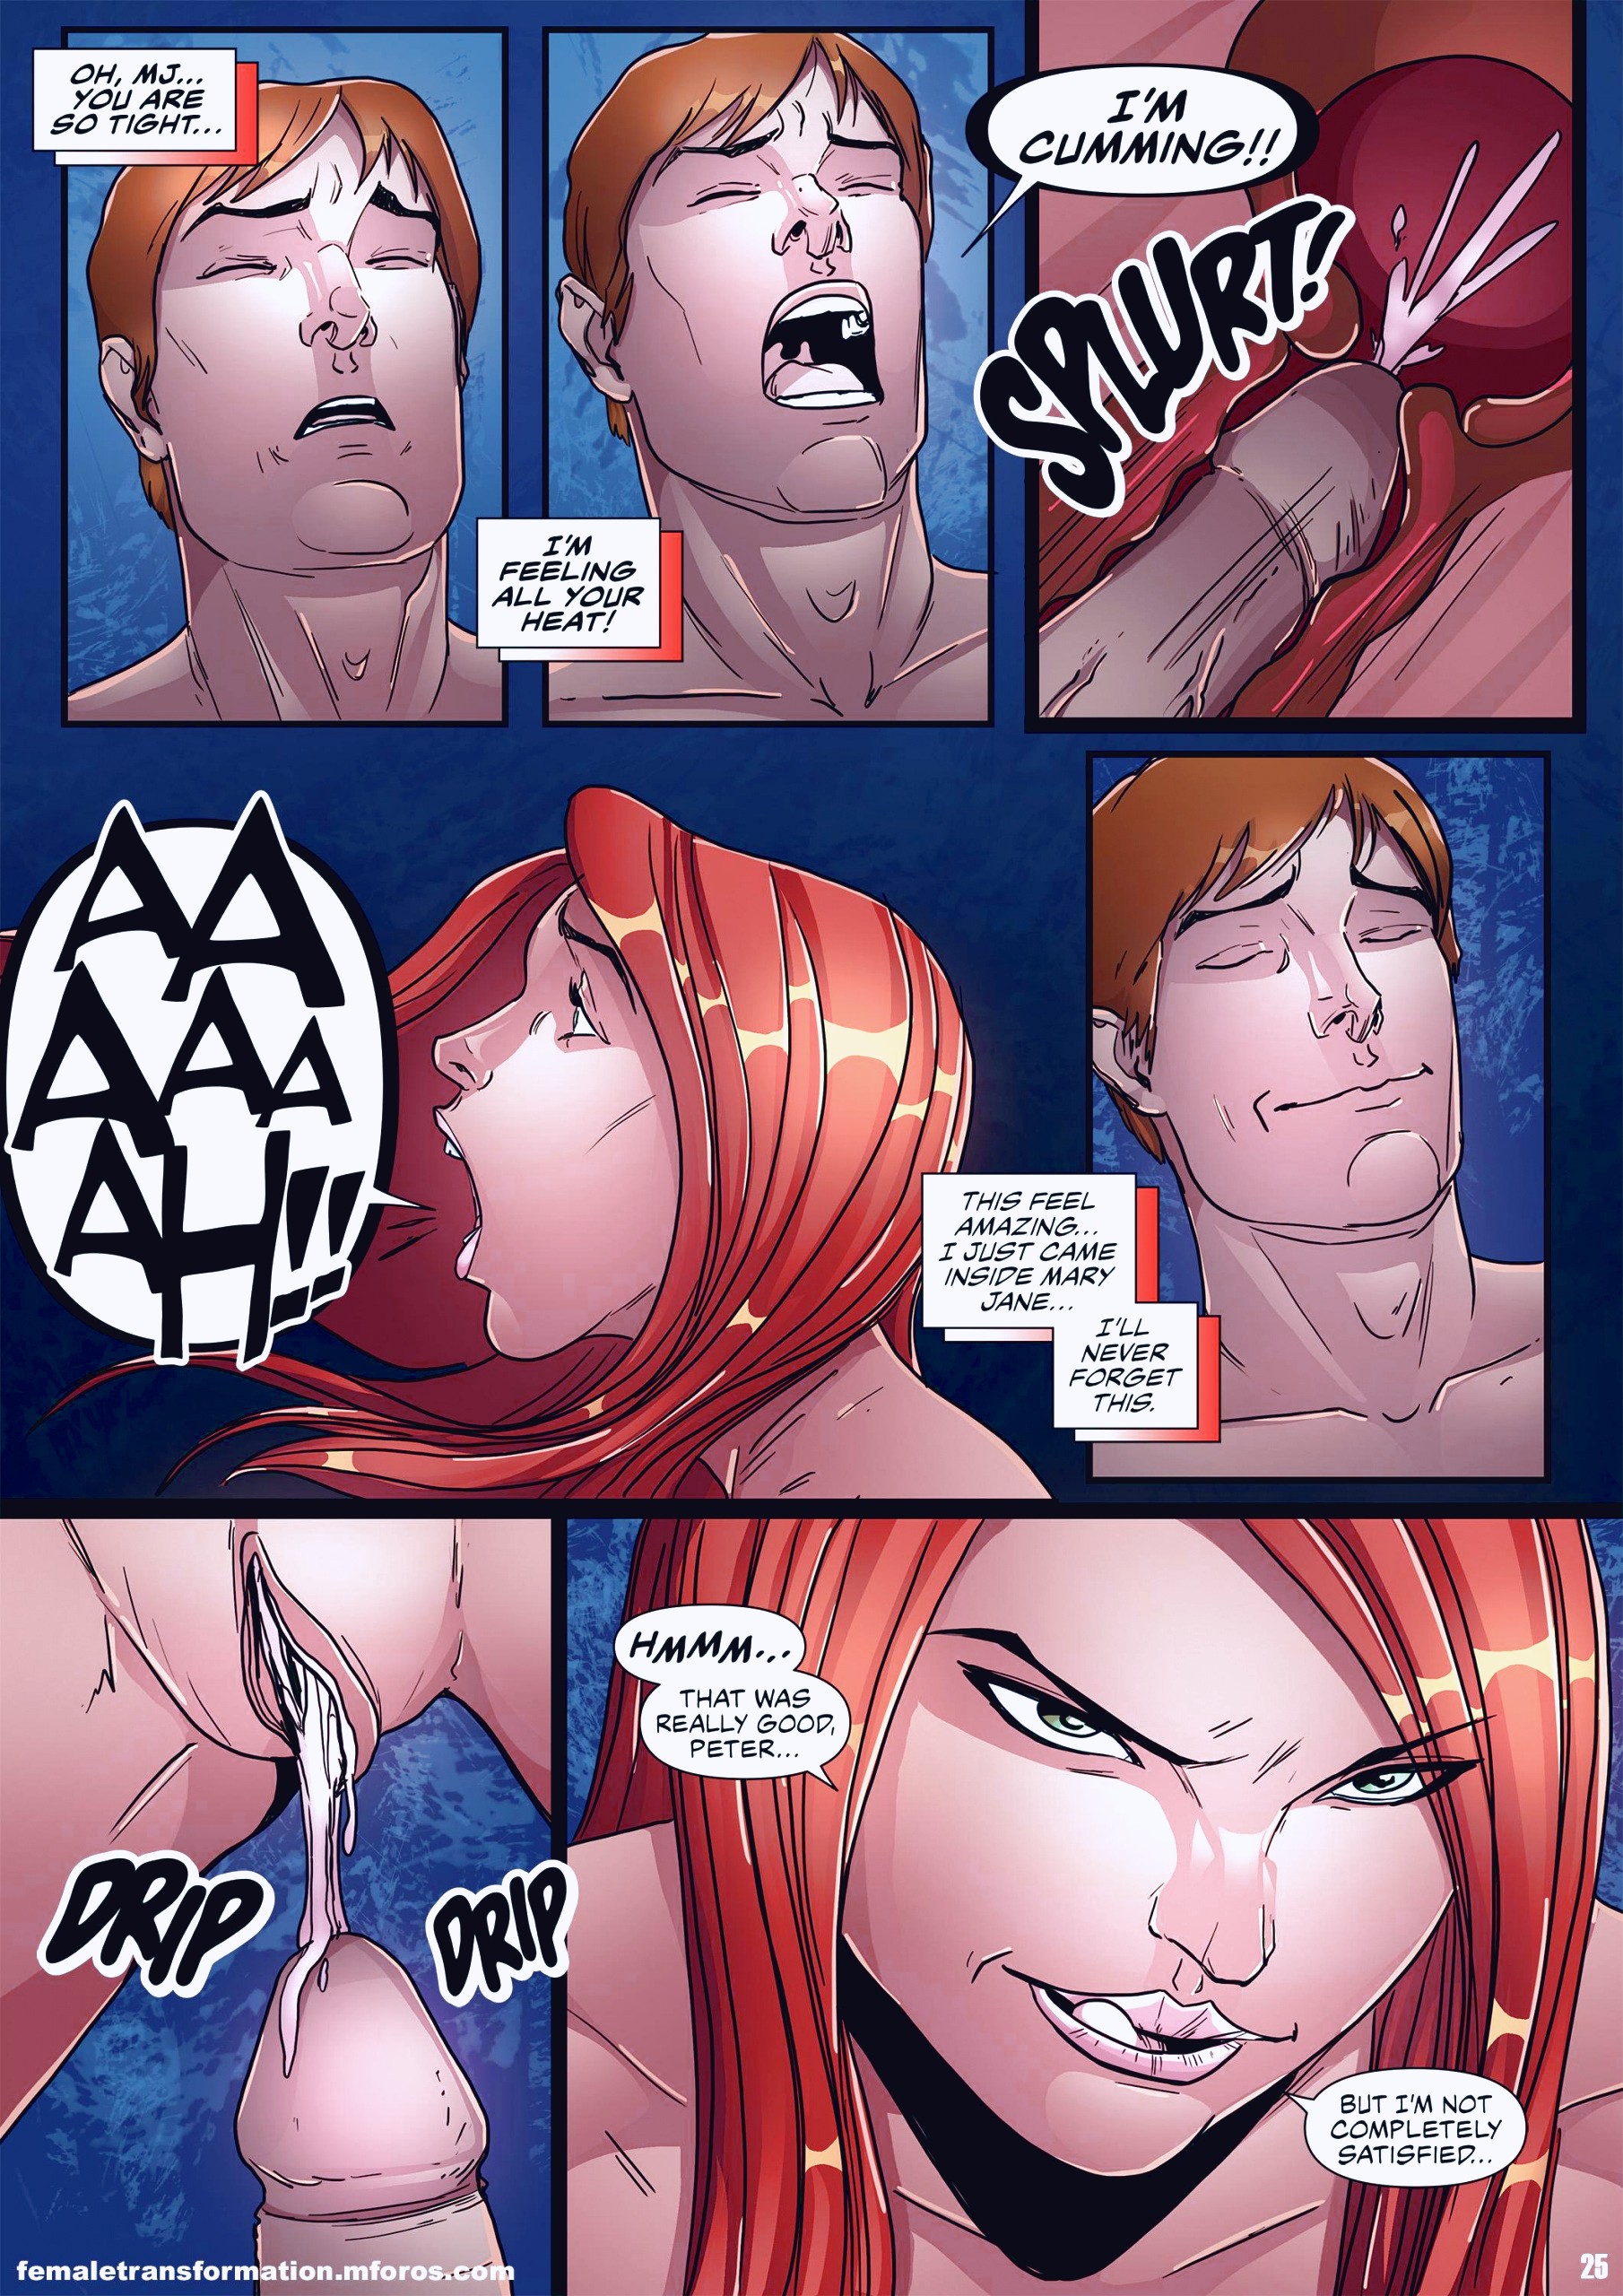 OH, MJ...
YOU ARE
SO TIGHT...
I'M
FEELING
ALL YOUR
HEAT!
I'M
CUMMING!!
SPLURT!
AA
AAA
AH!!
THIS FEEL
AMAZING...
I JUST CAME
INSIDE MARY
JANE...
I'LL
NEVER
FORGET
THIS.
DRIP
DRIP
HMMM...
THAT WAS
REALLY GOOD,
PETER...
BUT I'M NOT
COMPLETELY
SATISFIED...
femaletransformation.mforos.com
25